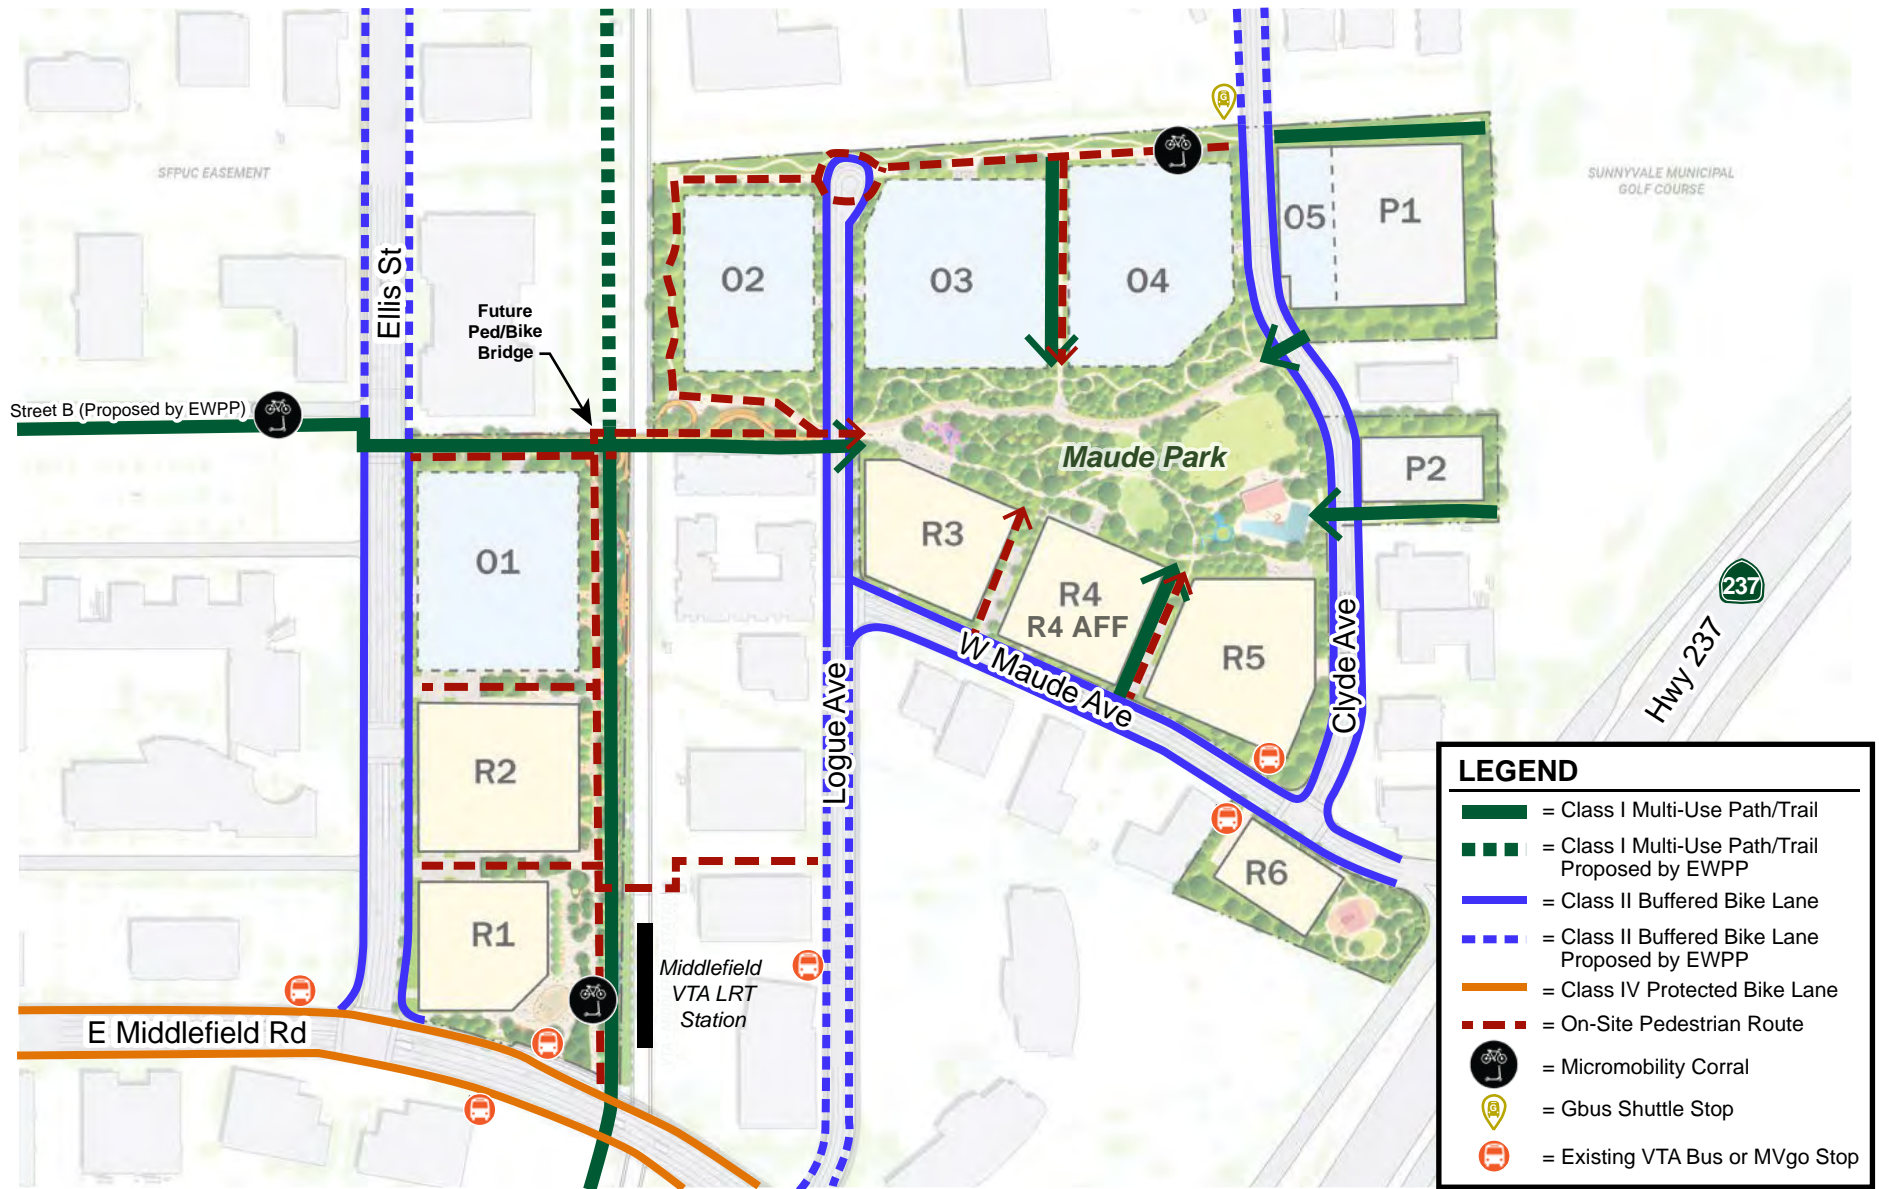 SFPUC EASEMENT
SUNNYVALE MUNICIPAL
GOLF COURSE
Ellis St
Future
Ped/Bike
Bridge
Street B (Proposed by EWPP)
O2
O3
O4
O5
P1
Maude Park
P2
O1
R3
R4
R4 AFF
R5
W Maude Ave
Clyde Ave
Logue Ave
Hwy 237
237
R2
R6
R1
Middlefield
VTA LRT
Station
E Middlefield Rd
G
LEGEND
= Class I Multi-Use Path/Trail
= Class I Multi-Use Path/Trail
Proposed by EWPP
= Class II Buffered Bike Lane
= Class II Buffered Bike Lane
Proposed by EWPP
= Class IV Protected Bike Lane
= On-Site Pedestrian Route
= Micromobility Corral
G
= Gbus Shuttle Stop
= Existing VTA Bus or MVgo Stop